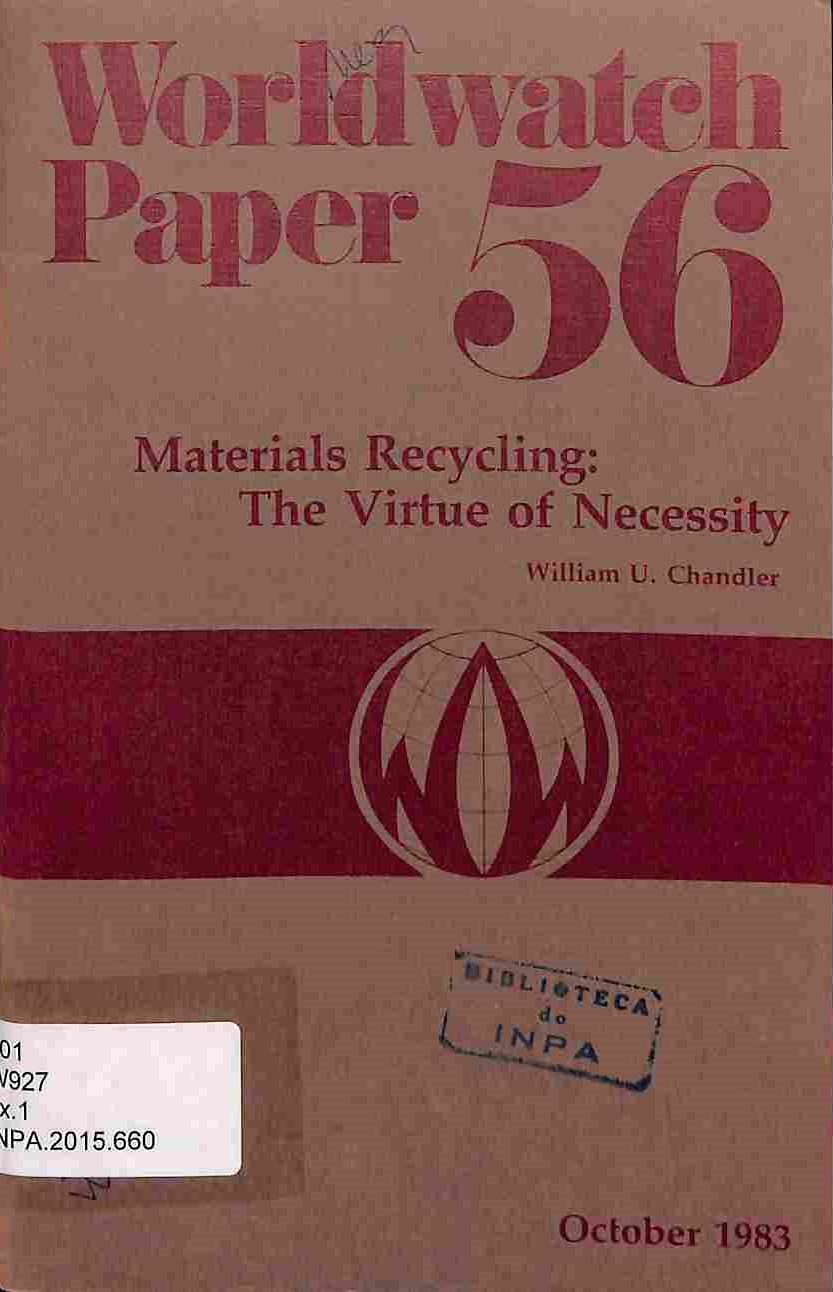 Worldwatch
Paper 56
Materials Recycling:
The Virtue of Necessity
William U. Chandler
BIBLIOTECA
do
INPA
01
W927
x.1
NPA.2015.660
October 1983